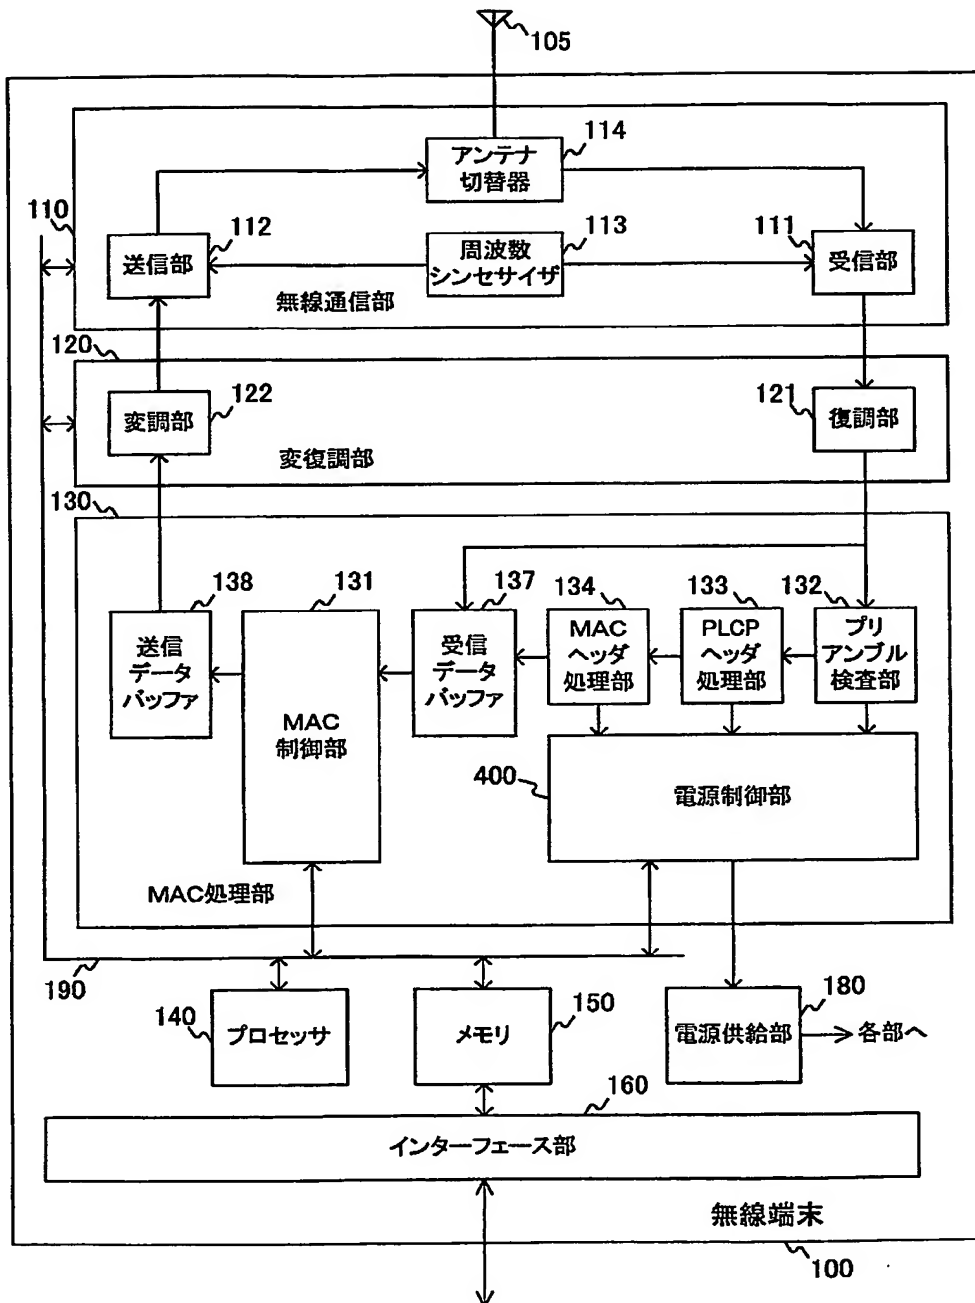 105
114
アンテナ
切替器
110
112
113
111
送信部
周波数
シンセサイザ
受信部
無線通信部
120
122
121
変調部
復調部
変復調部
130
138
131
137
134
133
132
送信
データ
バッファ
MAC
制御部
受信
データ
バッファ
MAC
ヘッダ
処理部
PLCP
ヘッダ
処理部
プリ
アンブル
検査部
400
電源制御部
MAC処理部
190
140
プロセッサ
150
メモリ
180
電源供給部
各部へ
160
インターフェース部
無線端末
100